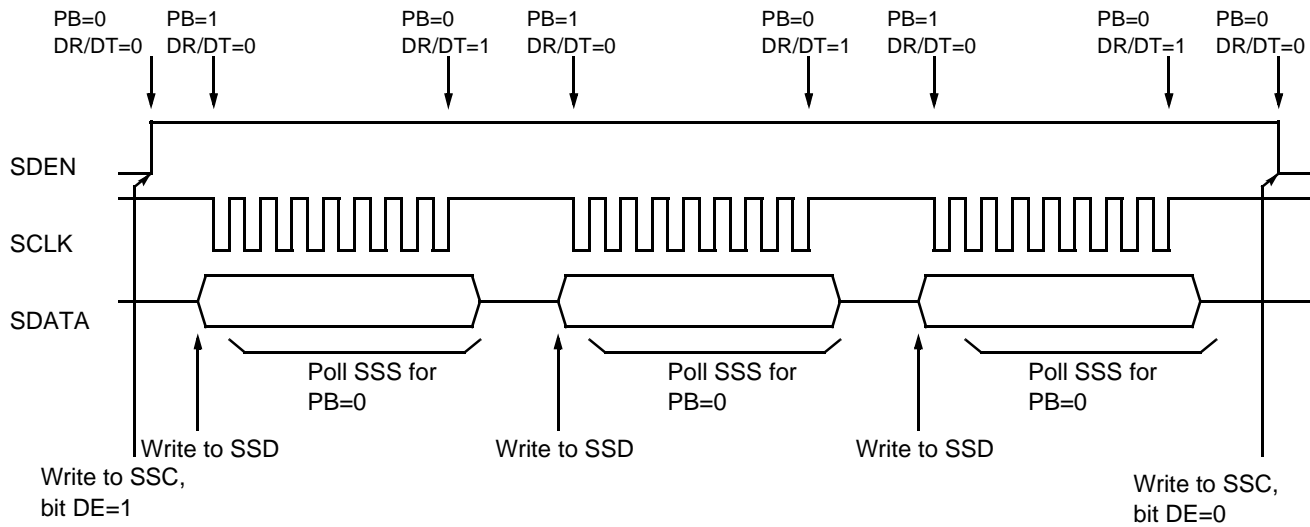 PB=0
DR/DT=0
PB=1
DR/DT=0
PB=0
DR/DT=1
PB=1
DR/DT=0
PB=0
DR/DT=1
PB=1
DR/DT=0
PB=0
DR/DT=1
PB=0
DR/DT=0
SDEN
SCLK
SDATA
Poll SSS for
PB=0
Poll SSS for
PB=0
Poll SSS for
PB=0
Write to SSD
Write to SSD
Write to SSD
Write to SSC,
bit DE=1
Write to SSC,
bit DE=0